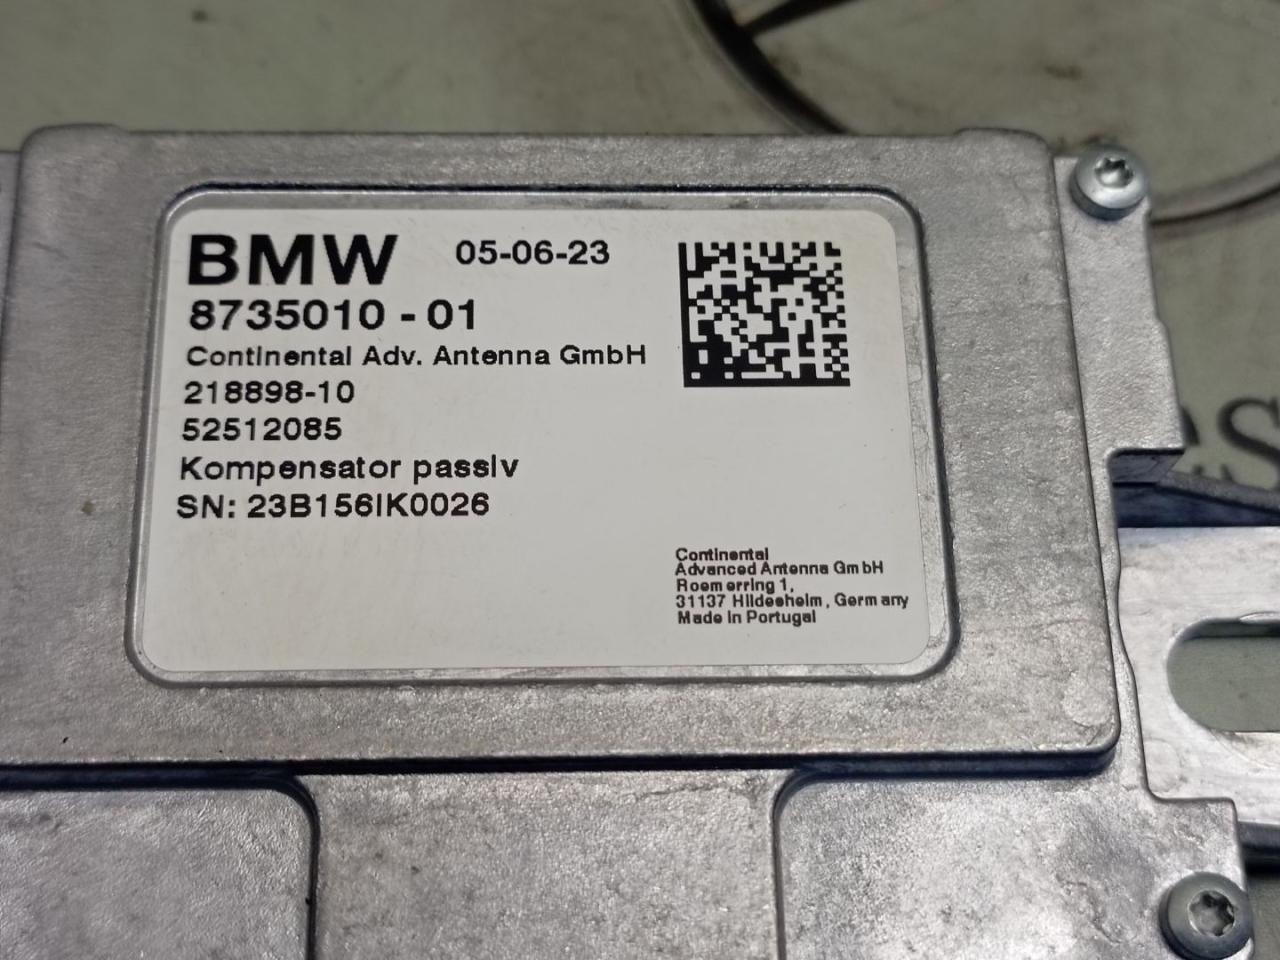 BMW 05-06-23
8735010-01
Continental Adv. Antenna GmbH
218898-10
52512085
Kompensator passiv
SN: 23B156IK0026
Continental
Advanced Antenna GmbH
Roemerring 1,
31137 Hildesheim, Germany
Made in Portugal
es